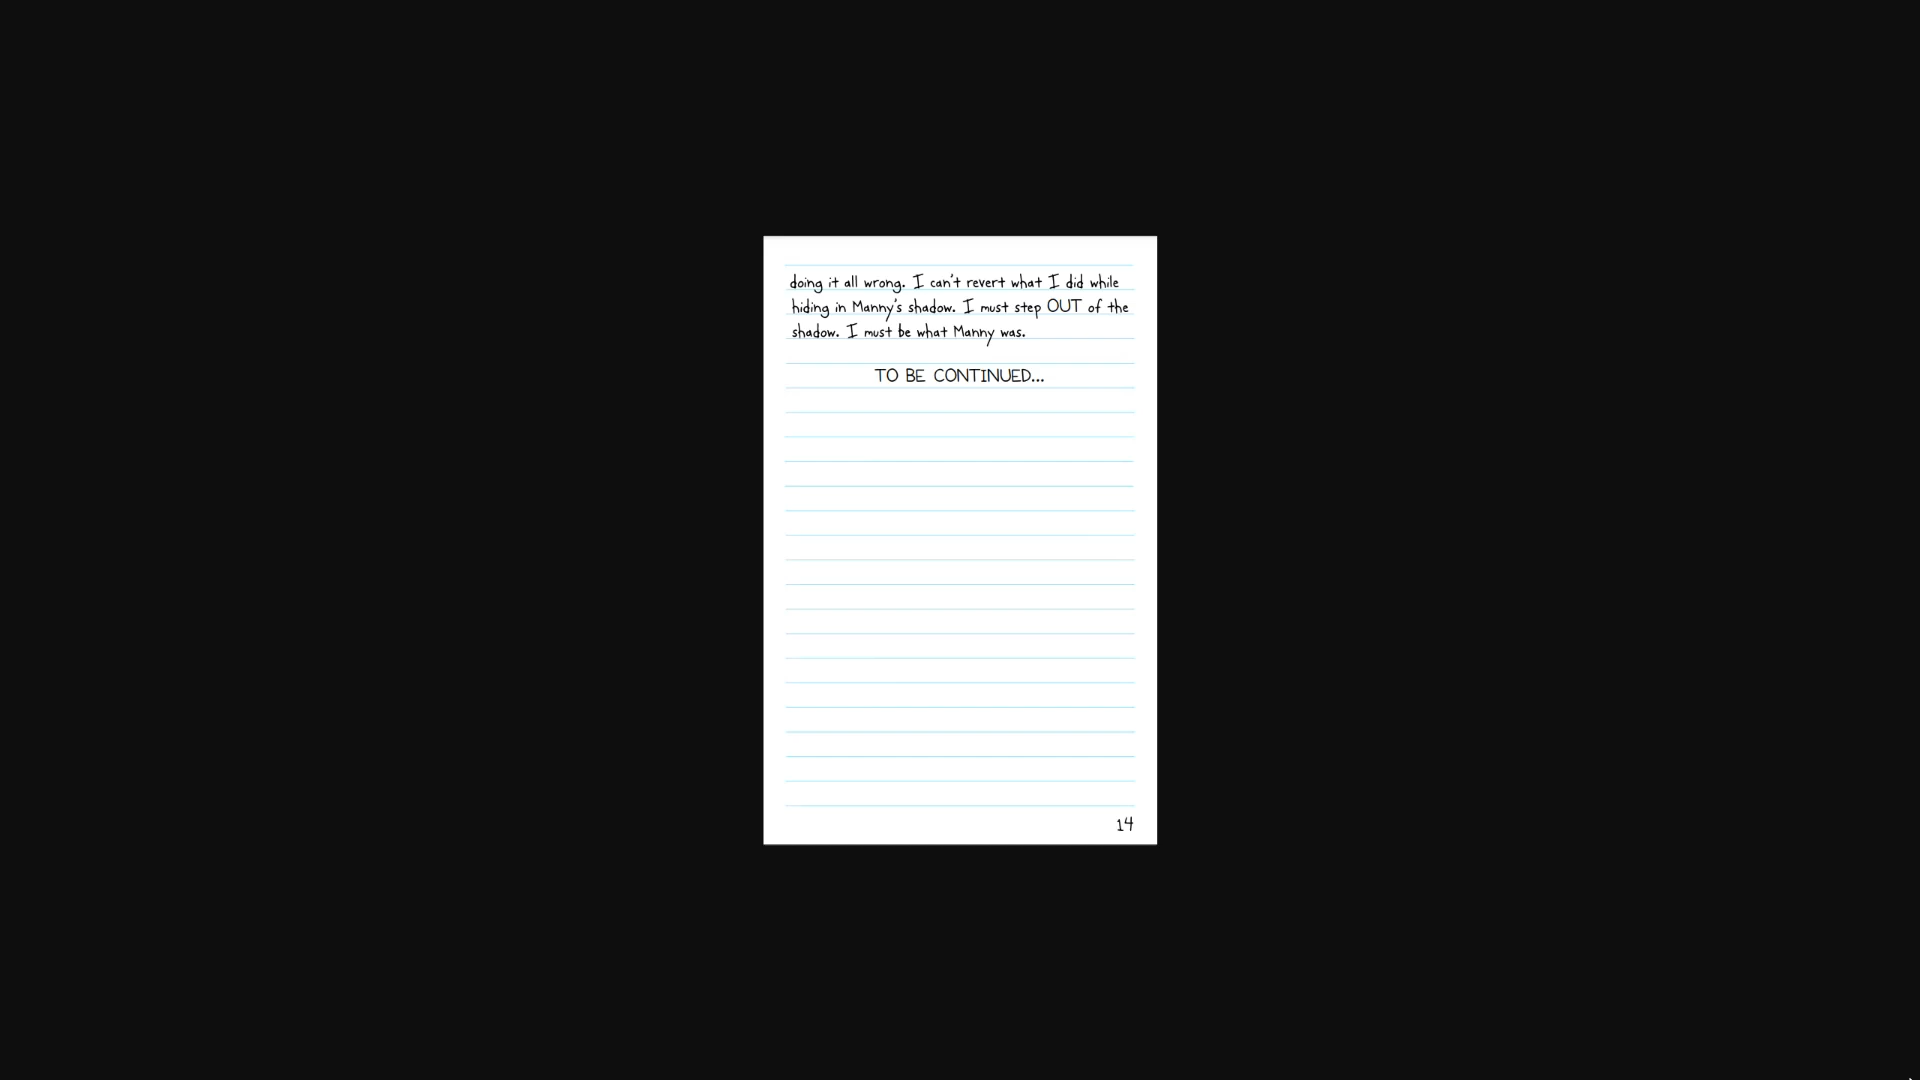 doing it all wrong. I can't revert what I did while
hiding in Manny's shadow. I must step OUT of the
shadow. I must be what Manny was.
TO BE CONTINUED...
14